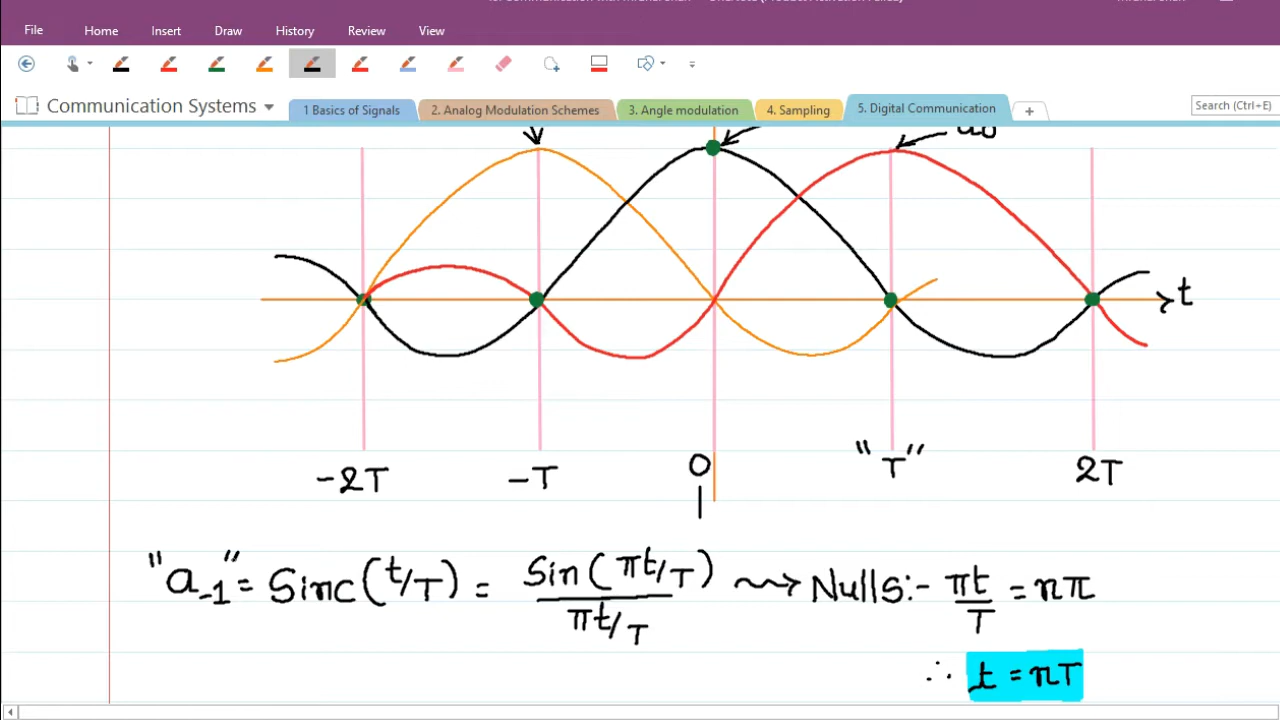 File Home Insert Draw History Review View
Communication Systems 1 Basics of Signals 2. Analog Modulation Schemes 3. Angle modulation 4. Sampling 5. Digital Communication + Search (Ctrl+E)
t
-2T -T 0 "T" 2T
"a₋₁" = Sinc(t/T) = Sin(πt/T) / πt/T ⇝ Nulls:- πt/T = nπ
∴ t = nT